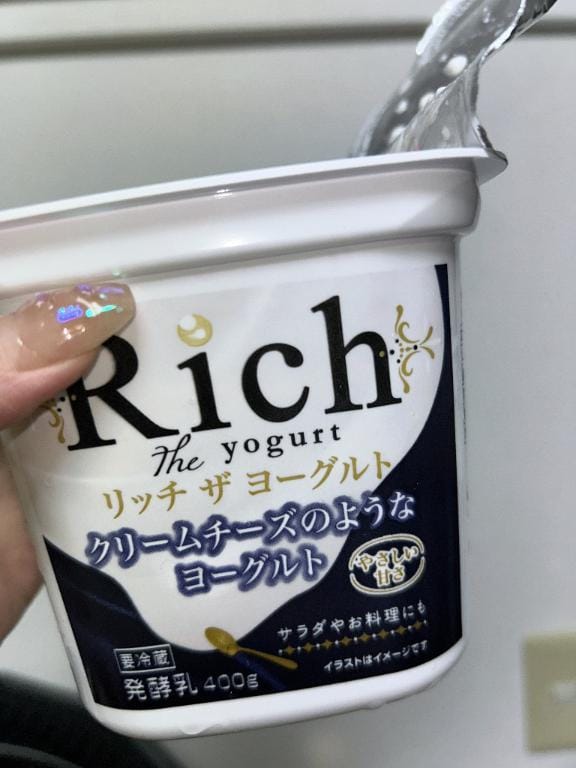 Rich
The yogurt
リッチ ザ ヨーグルト
クリームチーズのような
ヨーグルト
やさしい
甘さ
サラダやお料理にも
イラストはイメージです
要冷蔵
発酵乳 400g